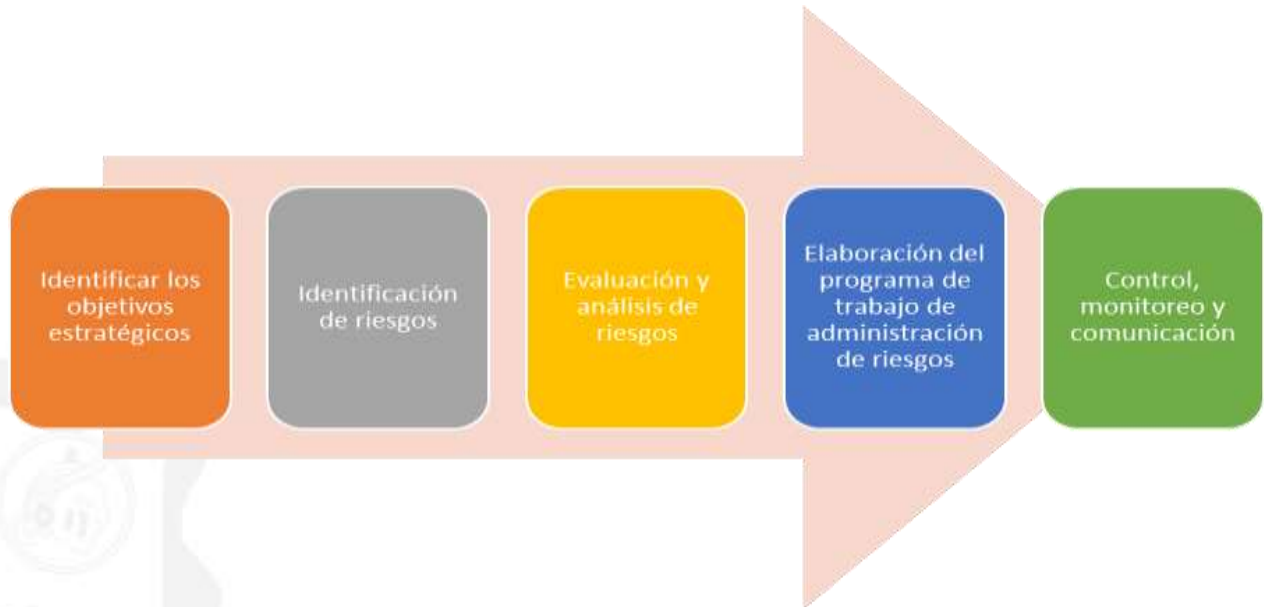 Identificar los
objetivos
estratégicos
Identificación
de riesgos
Evaluación y
análisis de
riesgos
Elaboración del
programa de
trabajo de
administración
de riesgos
Control,
monitoreo y
comunicación